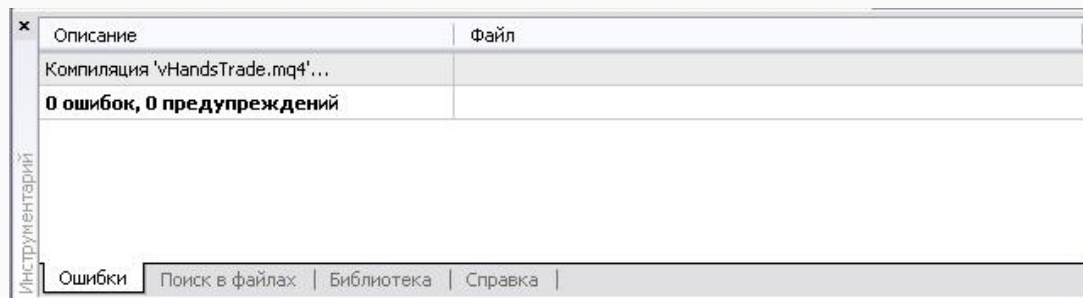 Описание Файл
Компиляция 'vHandsTrade.mq4'...
0 ошибок, 0 предупреждений
Инструментарий
Ошибки Поиск в файлах | Библиотека | Справка |